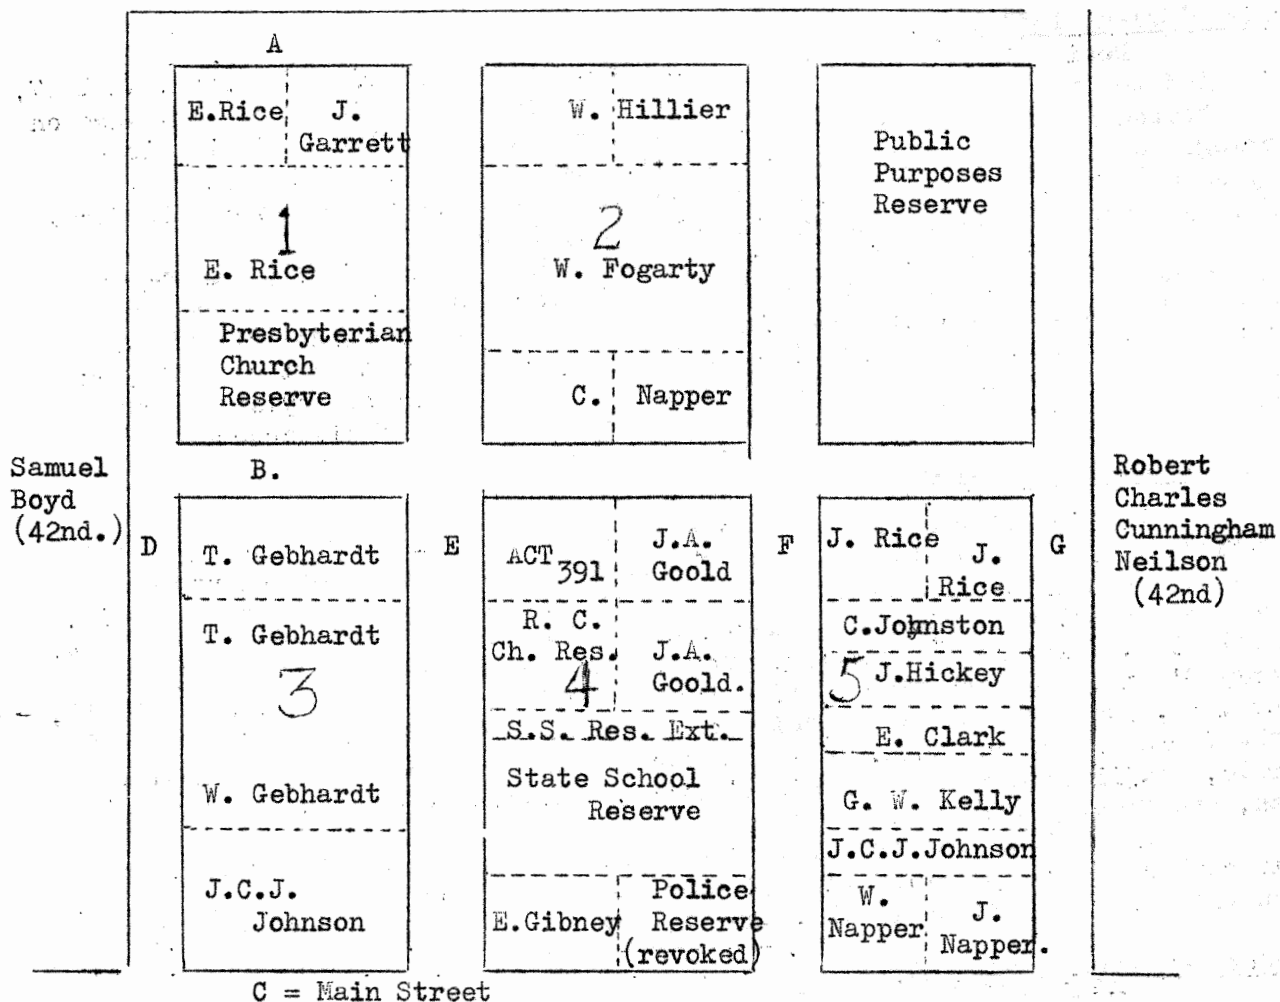 A
E.Rice
J.
Garrett
1
E. Rice
Presbyterian
Church
Reserve
W. Hillier
2
W. Fogarty
C. Napper
Public
Purposes
Reserve
Samuel
Boyd
(42nd.)
B.
D
T. Gebhardt
T. Gebhardt
3
W. Gebhardt
J.C.J.
Johnson
E
ACT 391
J.A.
Goold
R. C.
Ch. Res.
4
J.A.
Goold.
S.S. Res. Ext.
State School
Reserve
E.Gibney
Police
Reserve
(revoked)
F
J. Rice
J.
Rice
C.Johnston
5 J.Hickey
E. Clark
G. W. Kelly
J.C.J.Johnson
W.
Napper
J.
Napper.
G
Robert
Charles
Cunningham
Neilson
(42nd)
C = Main Street